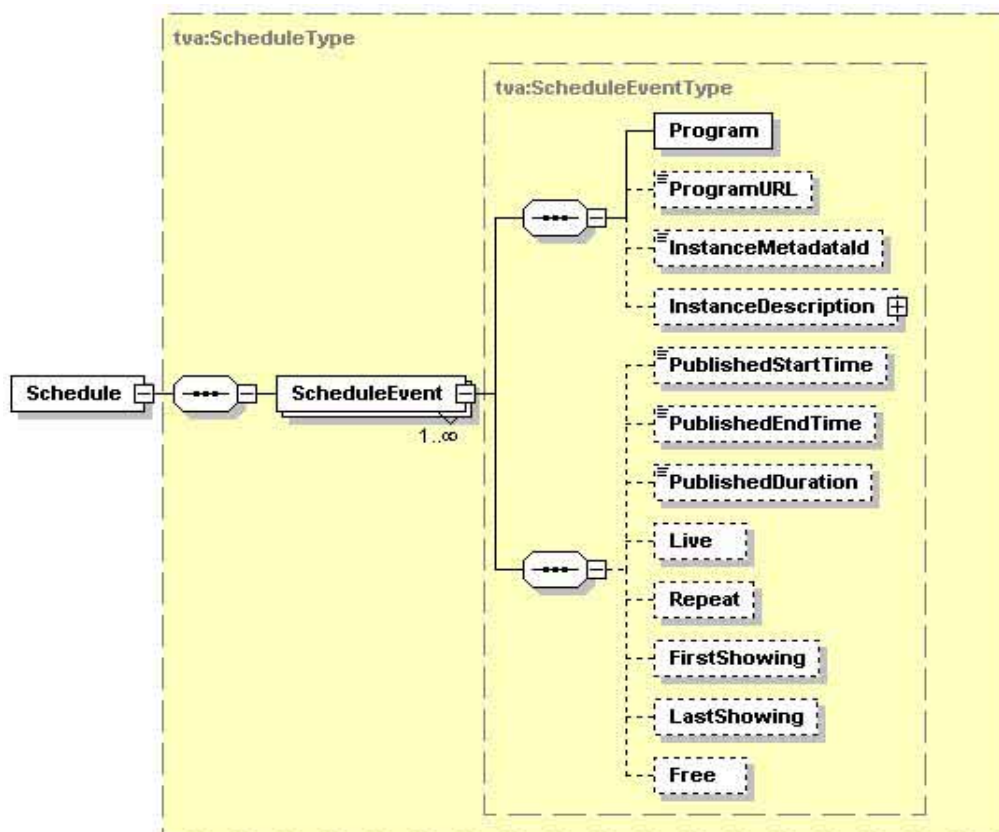 tva:ScheduleType
tva:ScheduleEventType
Program
ProgramURL
InstanceMetadataId
InstanceDescription
Schedule
ScheduleEvent
1..∞
PublishedStartTime
PublishedEndTime
PublishedDuration
Live
Repeat
FirstShowing
LastShowing
Free